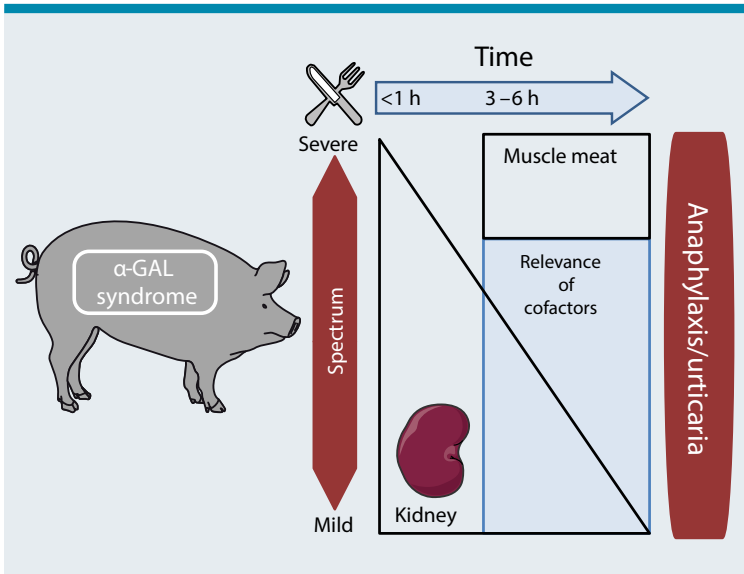 Time
<1 h
3–6 h
Severe
Muscle meat
α-GAL
syndrome
Relevance
of
cofactors
Spectrum
Anaphylaxis/urticaria
Kidney
Mild